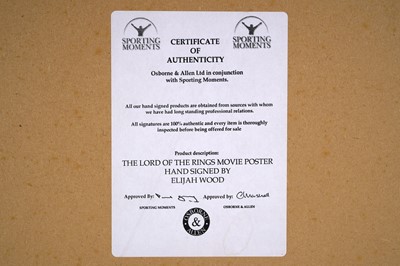 SPORTING
MOMENTS
SPORTING
MOMENTS
CERTIFICATE
OF
AUTHENTICITY
Osborne & Allen Ltd in conjunction
with Sporting Moments.
All our hand signed products are obtained from sources with whom
we have had long standing professional relations.
All signatures are 100% authentic and every item is thoroughly
inspected before being offered for sale
Product description:
THE LORD OF THE RINGS MOVIE POSTER
HAND SIGNED BY
ELIJAH WOOD
Approved By: Approved by:
SPORTING MOMENTS OSBORNE & ALLEN
OSBORNE
&
ALLEN